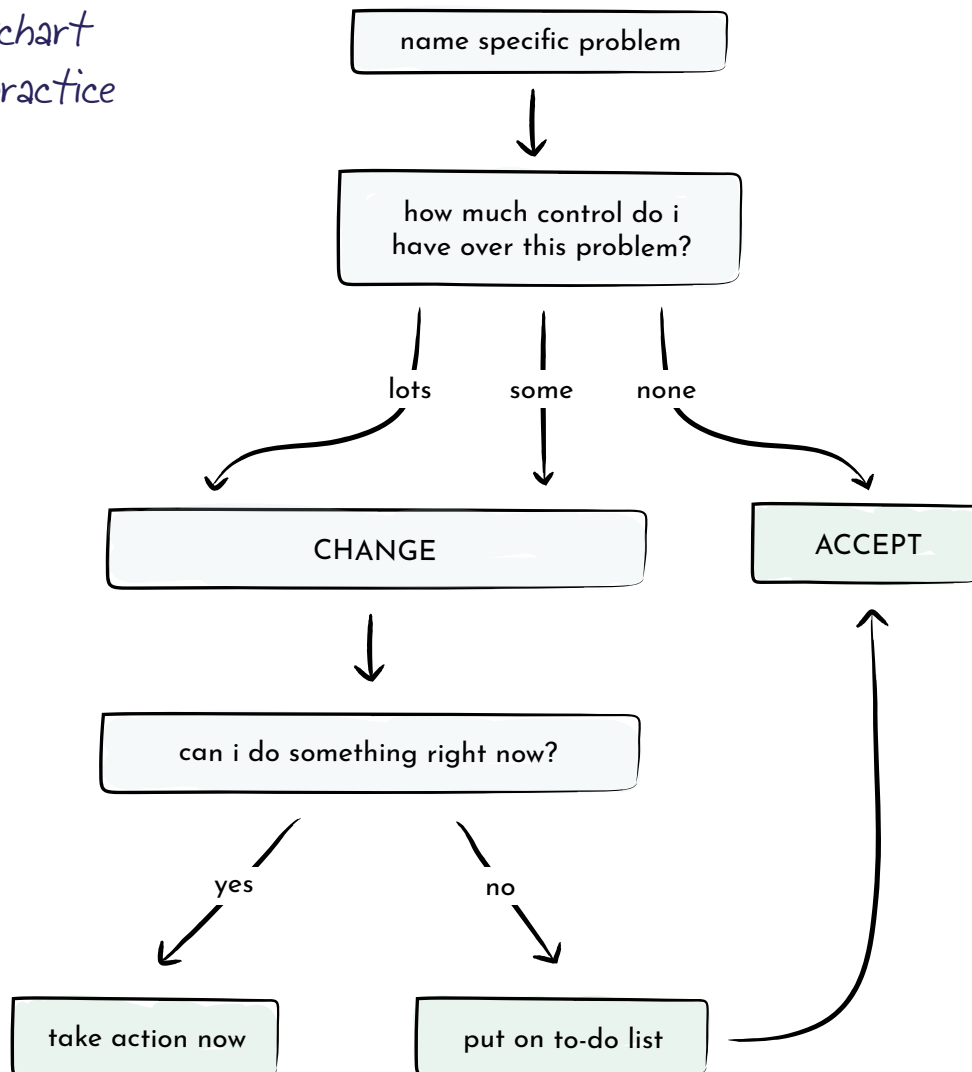 chart
name specific problem
ractice
how much control do i
have over this problem?
lots some none
CHANGE
ACCEPT
can i do something right now?
yes no
take action now
put on to-do list